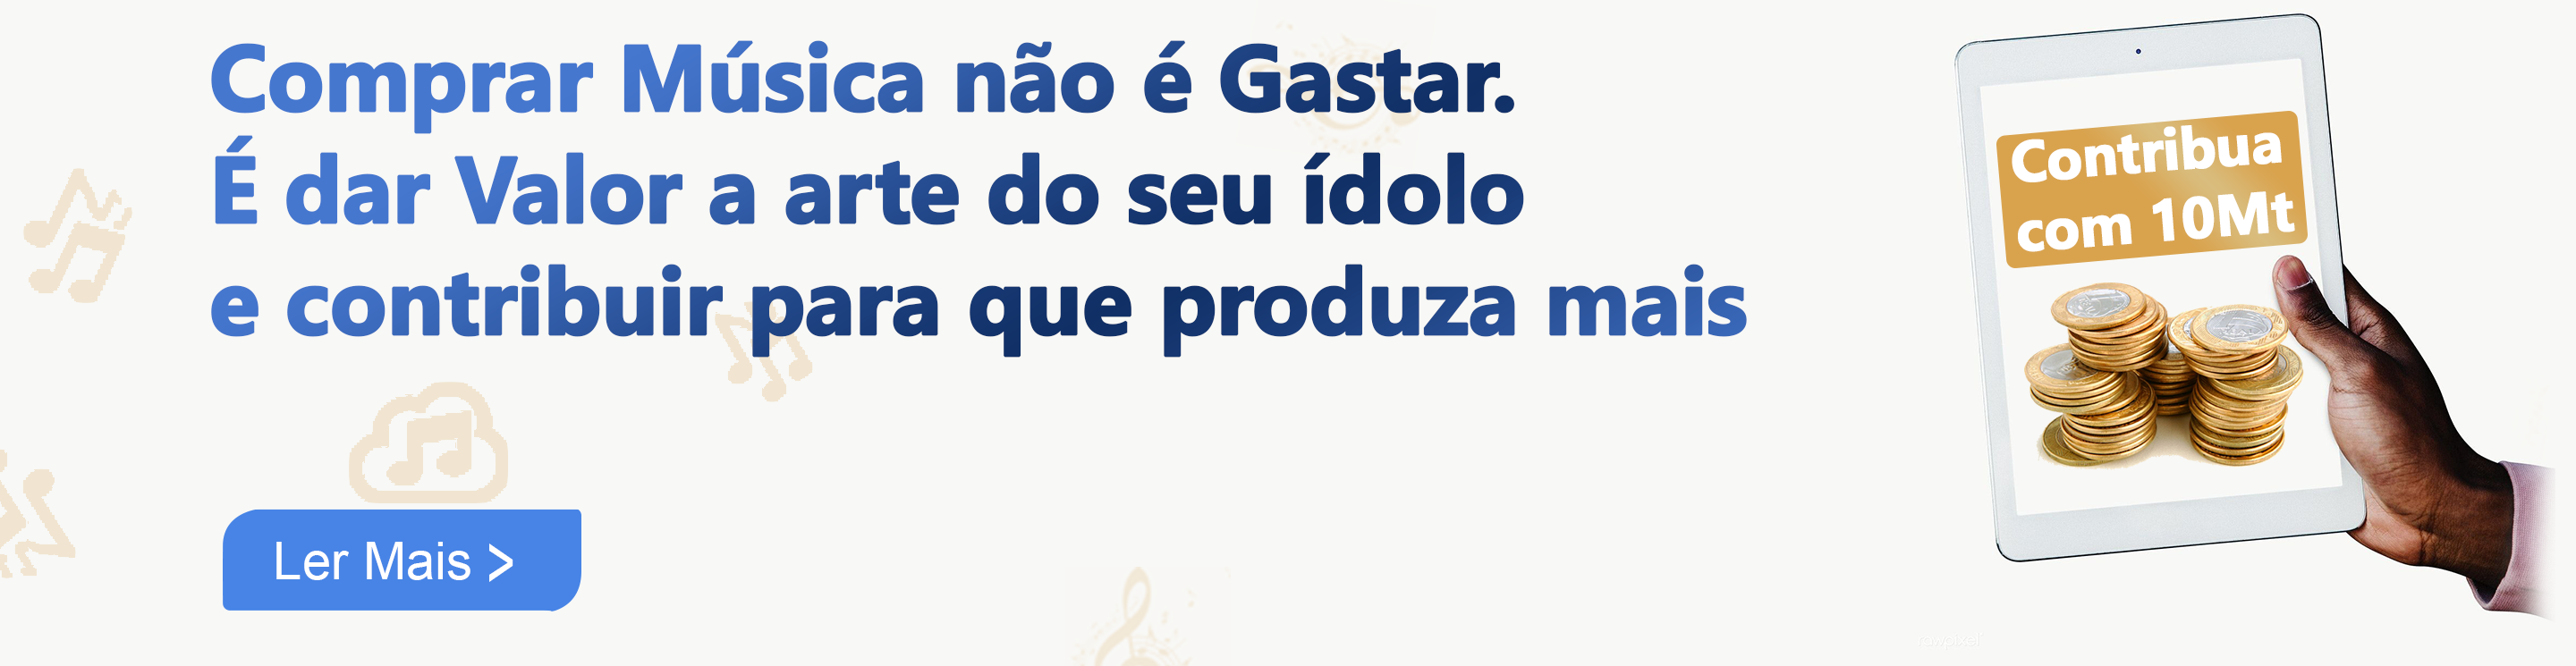 Comprar Música não é Gastar.
É dar Valor a arte do seu ídolo
e contribuir para que produza mais
Contribua
com 10Mt
Ler Mais >